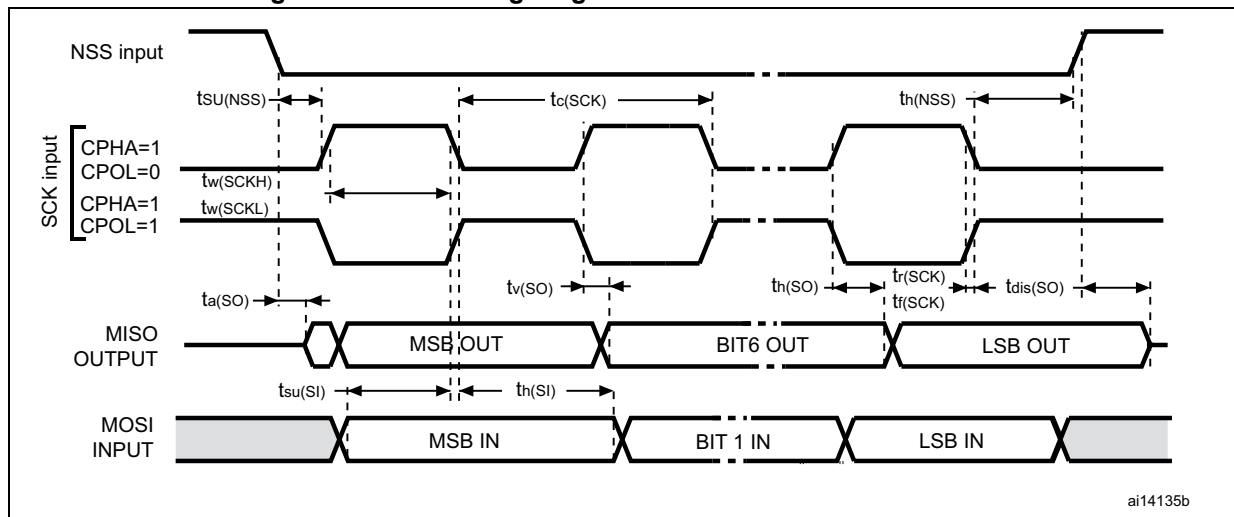 NSS input
tSU(NSS)
tc(SCK)
th(NSS)
SCK input
CPHA=1
CPOL=0
tw(SCKH)
CPHA=1
tw(SCKL)
CPOL=1
ta(SO)
tv(SO)
th(SO)
tr(SCK)
tf(SCK)
tdis(SO)
MISO
OUTPUT
MSB OUT
BIT6 OUT
LSB OUT
tsu(SI)
th(SI)
MOSI
INPUT
MSB IN
BIT 1 IN
LSB IN
ai14135b